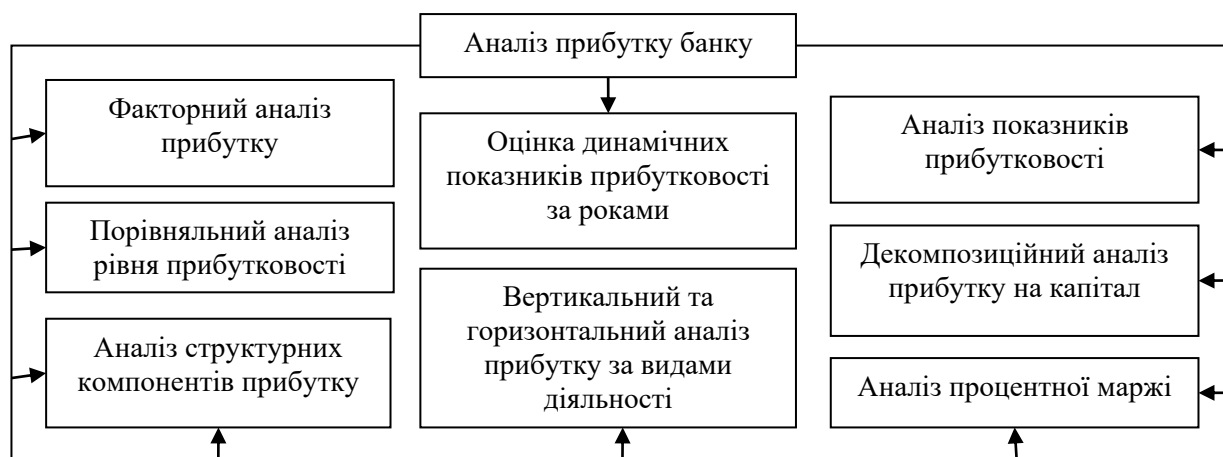 Аналіз прибутку банку
Факторний аналіз
прибутку
Порівняльний аналіз
рівня прибутковості
Аналіз структурних
компонентів прибутку
Оцінка динамічних
показників прибутковості
за роками
Вертикальний та
горизонтальний аналіз
прибутку за видами
діяльності
Аналіз показників
прибутковості
Декомпозиційний аналіз
прибутку на капітал
Аналіз процентної маржі